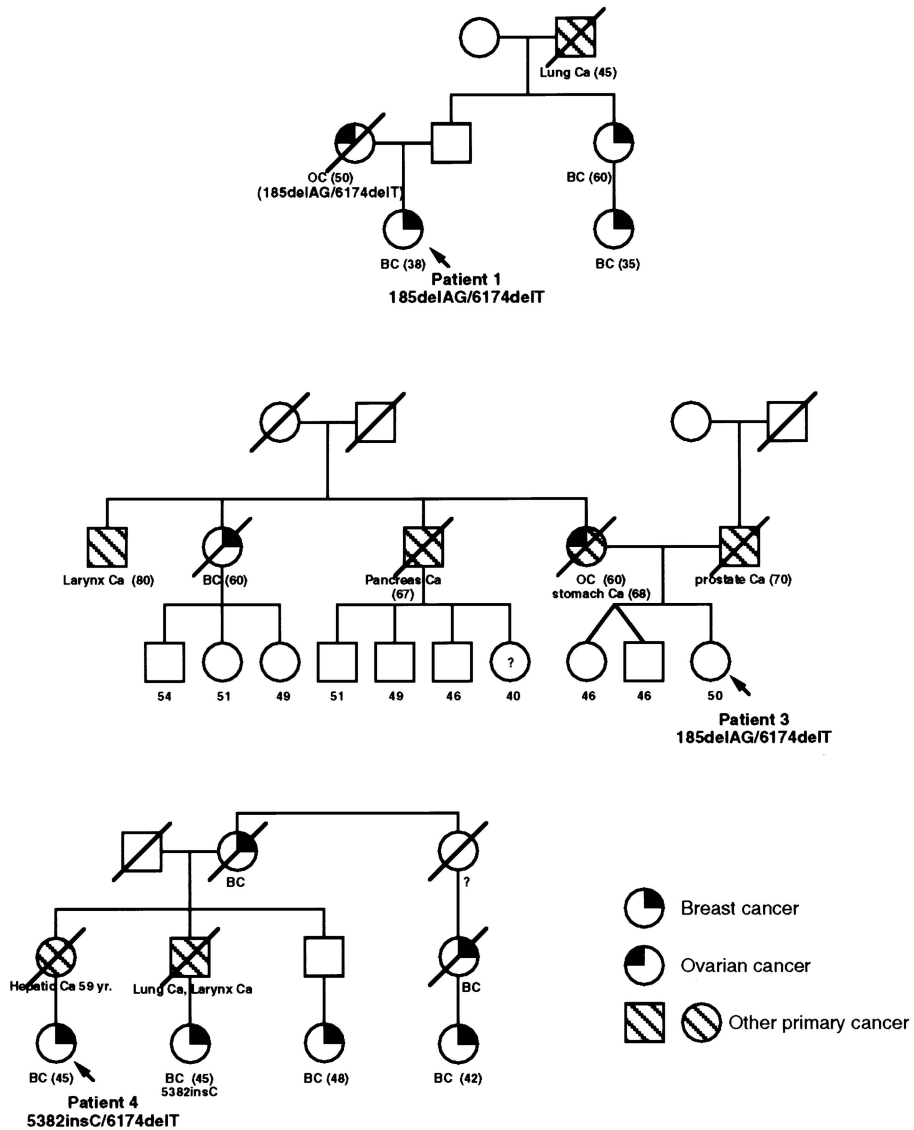 Lung Ca (45)
OC (50)
(185delAG/6174delT)
BC (60)
BC (38)
BC (35)
Patient 1
185delAG/6174delT
Larynx Ca (80)
BC (60)
Pancreas Ca
(67)
OC (60)
stomach Ca (68)
prostate Ca (70)
?
54
51
49
51
49
46
40
46
46
50
Patient 3
185delAG/6174delT
BC
?
Hepatic Ca 59 yr.
Lung Ca, Larynx Ca
BC
BC (45)
BC (45)
5382insC
BC (48)
BC (42)
Patient 4
5382insC/6174delT
Breast cancer
Ovarian cancer
Other primary cancer